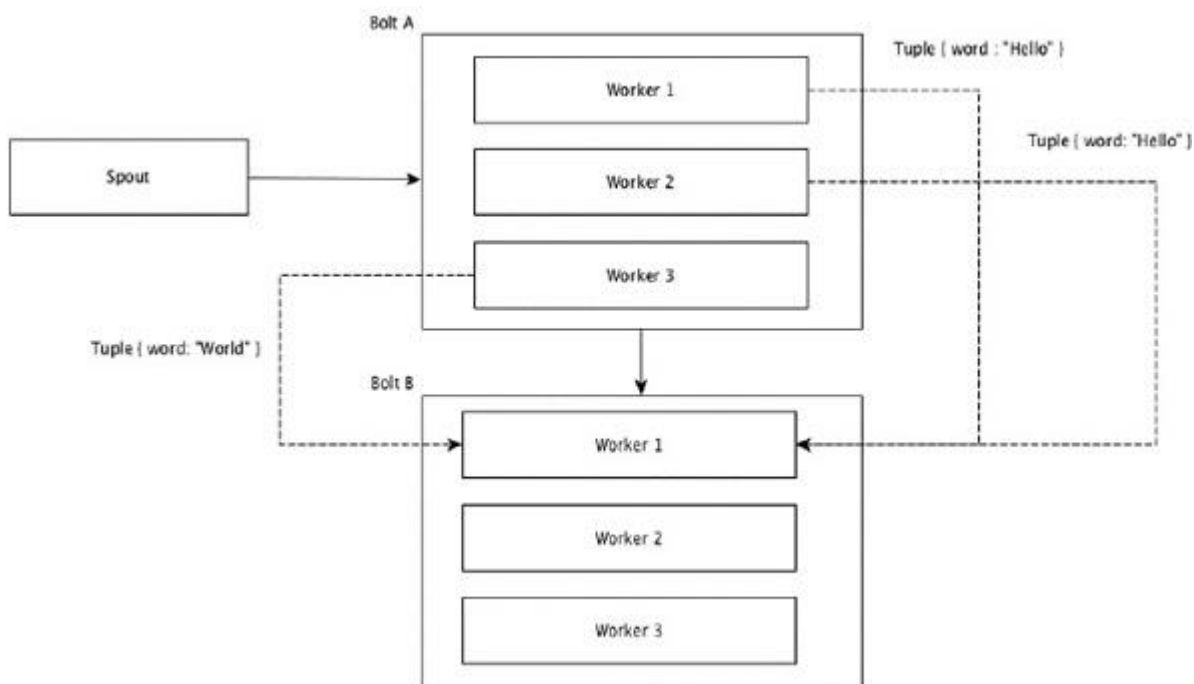 Bolt A
Tuple { word : "Hello" }
Worker 1
Tuple { word: "Hello" }
Spout
Worker 2
Worker 3
Tuple { word: "World" }
Bolt B
Worker 1
Worker 2
Worker 3